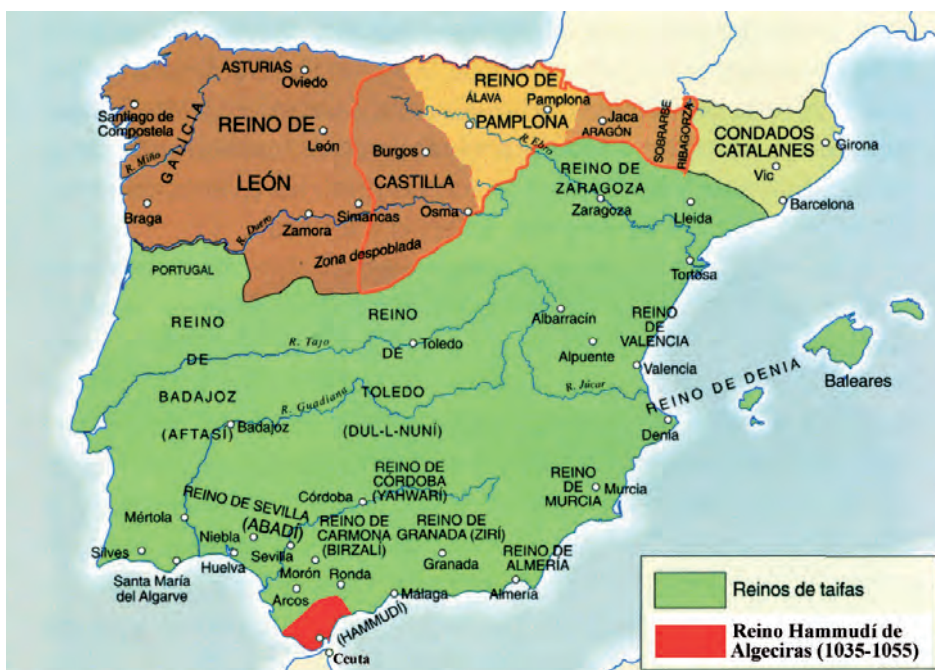 ASTURIAS
Oviedo
Santiago de
Compostela
GALICIA
R. Miño
REINO DE
LEÓN
León
Braga
R. Duero
Zamora
Simancas
Zona despoblada
Burgos
CASTILLA
Osma
REINO DE
ÁLAVA
PAMPLONA
Pamplona
R. Ebro
Jaca
ARAGÓN
SOBRARBE
RIBAGORZA
CONDADOS
CATALANES
Girona
Vic
Barcelona
REINO DE
ZARAGOZA
Zaragoza
Lleida
Tortosa
PORTUGAL
REINO
DE
BADAJOZ
(AFTASÍ)
Badajoz
R. Tajo
R. Guadiana
REINO
DE
Toledo
TOLEDO
(DUL-L-NUNÍ)
Albarracín
Alpuente
REINO
DE
VALENCIA
Valencia
R. Júcar
REINO DE DENIA
Denia
Baleares
REINO DE
CÓRDOBA
(YAHWARÍ)
Córdoba
REINO DE SEVILLA
(ABADÍ)
REINO
DE
MURCIA
Murcia
Mértola
Niebla
Silves
Santa María
del Algarve
Huelva
Sevilla
REINO DE
CARMONA
(BIRZALÍ)
REINO DE
GRANADA (ZIRÍ)
Granada
REINO DE
ALMERÍA
Almería
Morón
Ronda
Arcos
Málaga
(HAMMUDÍ)
Ceuta
Reinos de taifas
Reino Hammudí de
Algeciras (1035-1055)